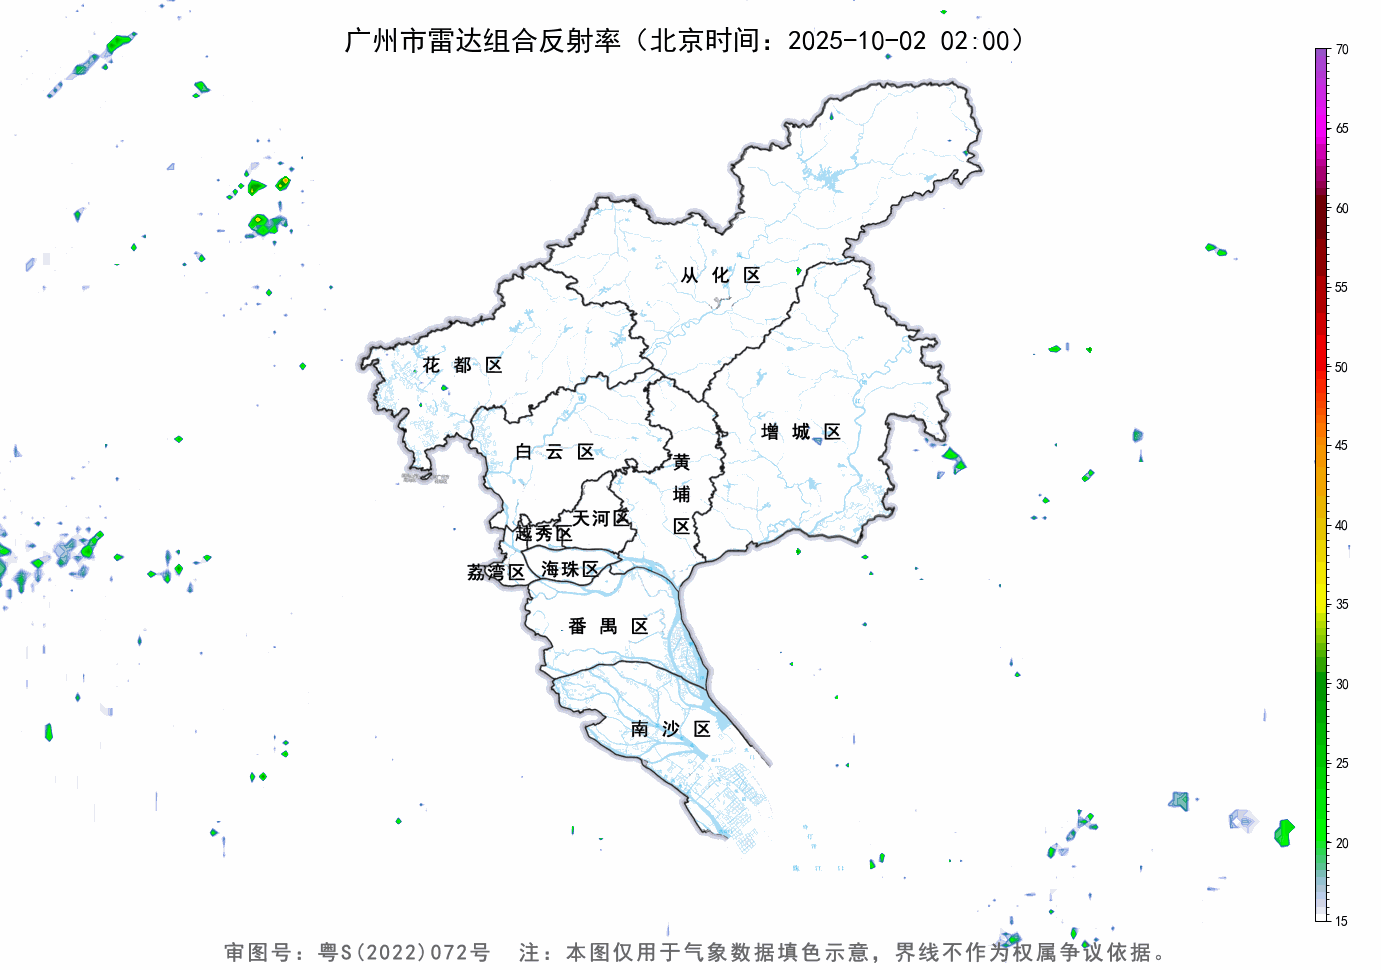 广州市雷达组合反射率（北京时间：2025-10-02 02:00）
70
65
60
55
50
45
40
35
30
25
20
15
从化区
花都区
增城区
白云区
黄埔区
天河区
越秀区
荔湾区
海珠区
番禺区
南沙区
审图号：粤S(2022)072号 注：本图仅用于气象数据填色示意，界线不作为权属争议依据。